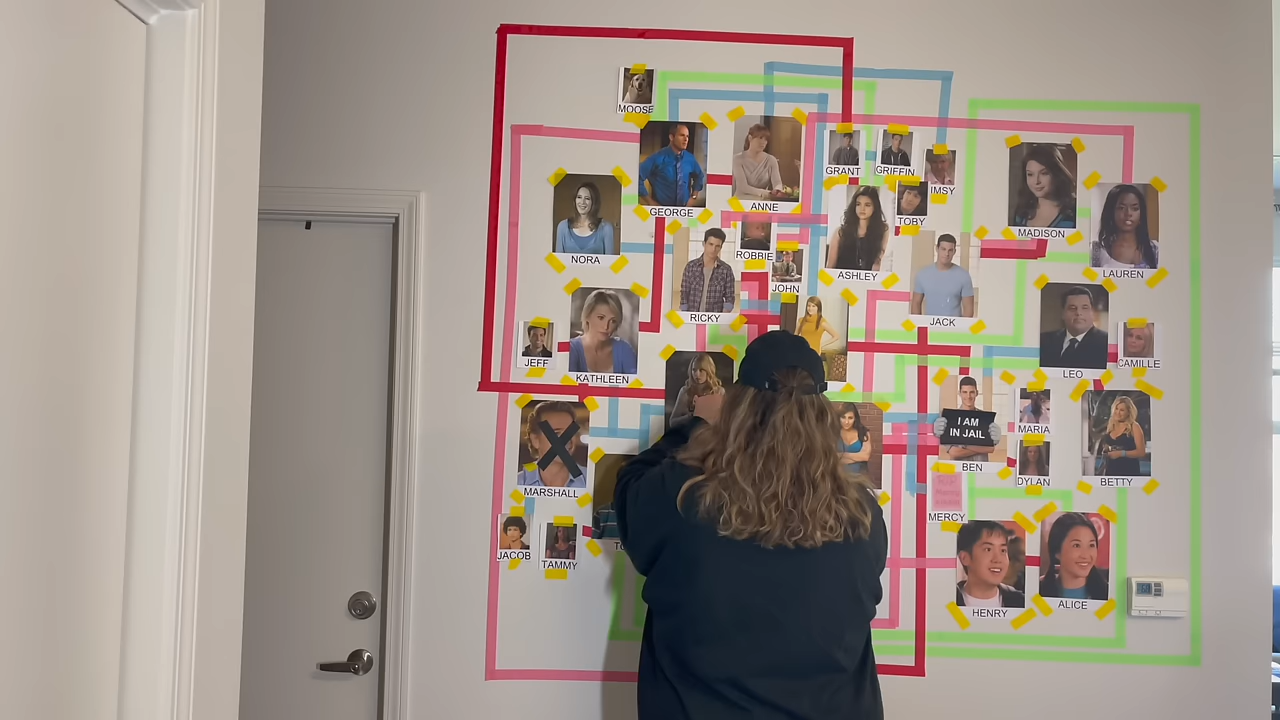 MOOSE
GEORGE
ANNE
GRANT
GRIFFIN
IMSY
TOBY
MADISON
LAUREN
NORA
ROBBIE
JOHN
ASHLEY
RICKY
JACK
JEFF
KATHLEEN
LEO
CAMILLE
I AM
IN JAIL
MARIA
BEN
DYLAN
BETTY
MARSHALL
MERCY
JACOB
TAMMY
HENRY
ALICE